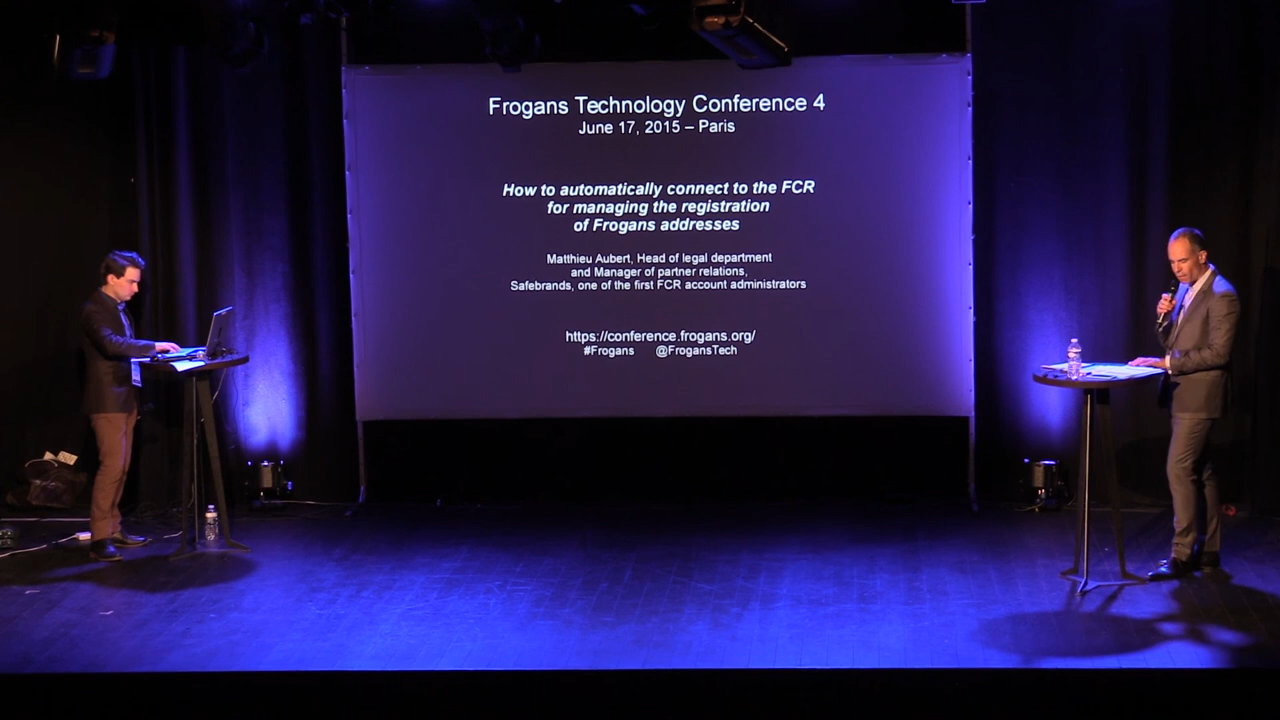 Frogans Technology Conference 4
June 17, 2015 – Paris
How to automatically connect to the FCR
for managing the registration
of Frogans addresses
Matthieu Aubert, Head of legal department
and Manager of partner relations,
Safebrands, one of the first FCR account administrators
https://conference.frogans.org/
#Frogans @FrogansTech